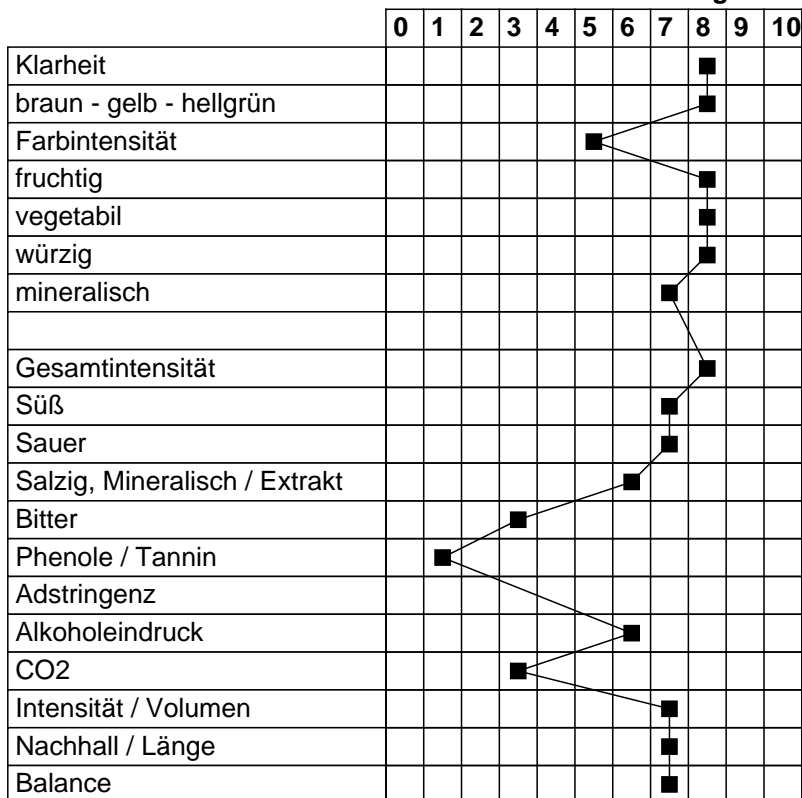 0 1 2 3 4 5 6 7 8 9 10
Klarheit
braun - gelb - hellgrün
Farbintensität
fruchtig
vegetabil
würzig
mineralisch
Gesamtintensität
Süß
Sauer
Salzig, Mineralisch / Extrakt
Bitter
Phenole / Tannin
Adstringenz
Alkoholeindruck
CO2
Intensität / Volumen
Nachhall / Länge
Balance